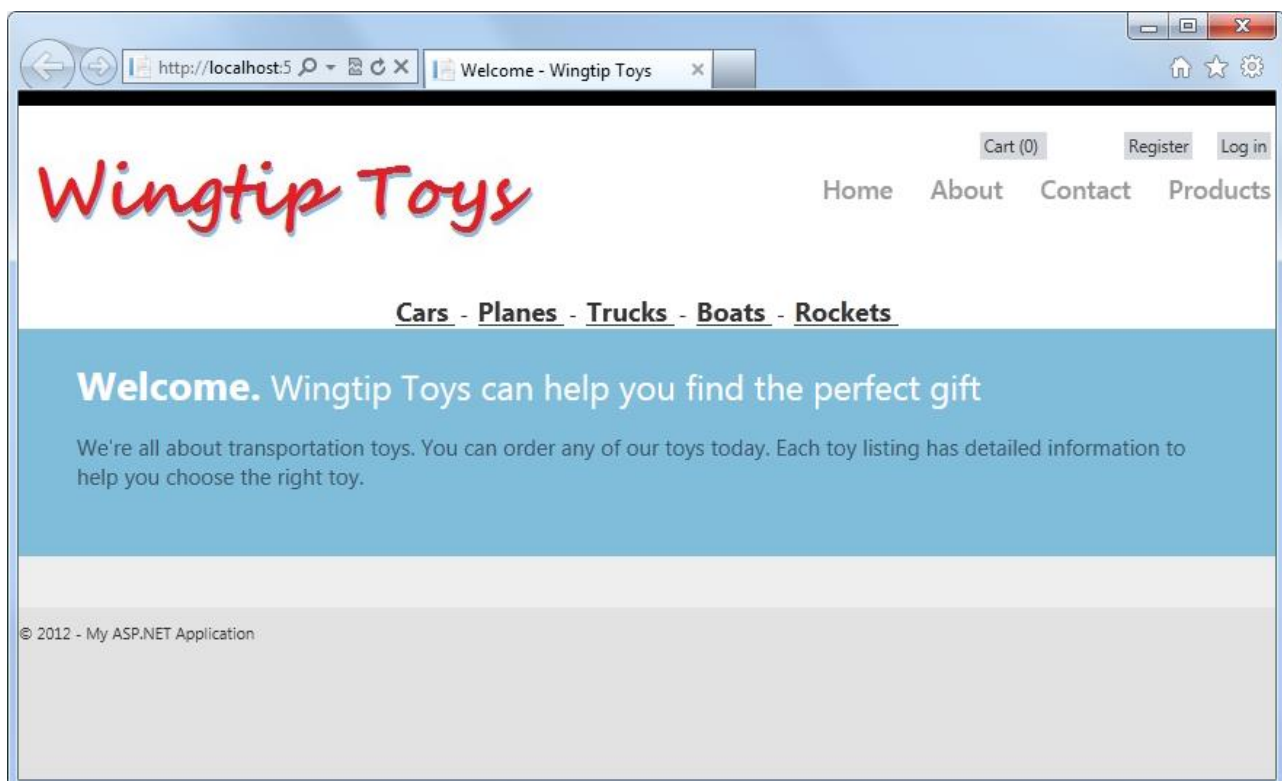 http://localhost:5
Welcome - Wingtip Toys
Cart (0) Register Log in
Wingtip Toys
Home About Contact Products
Cars - Planes - Trucks - Boats - Rockets
Welcome. Wingtip Toys can help you find the perfect gift
We're all about transportation toys. You can order any of our toys today. Each toy listing has detailed information to
help you choose the right toy.
© 2012 - My ASP.NET Application